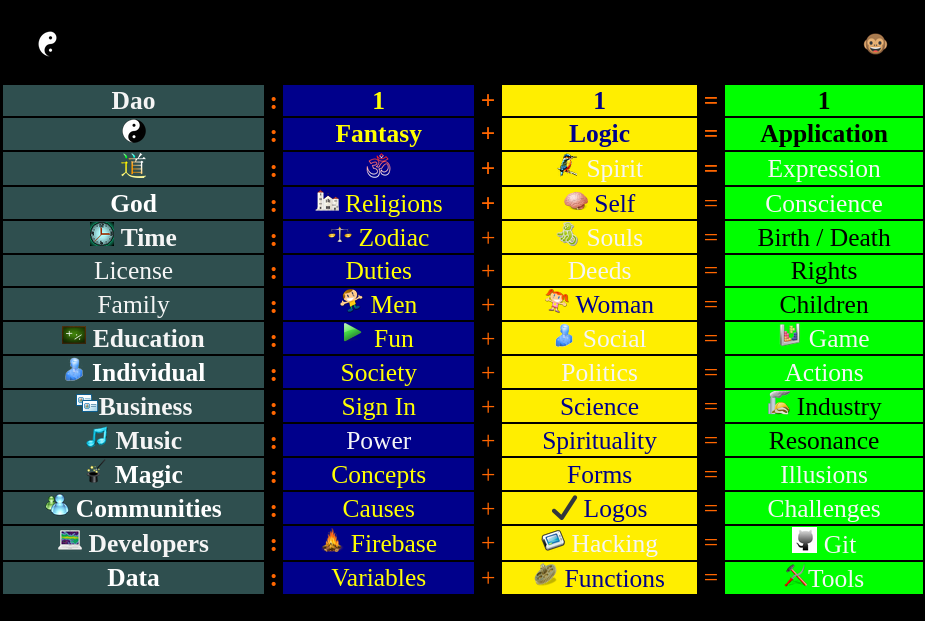 Dao : 1 + 1 = 1
: Fantasy + Logic = Application
道 : ॐ + Spirit = Expression
God : Religions + Self = Conscience
Time : Zodiac + Souls = Birth / Death
License : Duties + Deeds = Rights
Family : Men + Woman = Children
Education : Fun + Social = Game
Individual : Society + Politics = Actions
Business : Sign In + Science = Industry
Music : Power + Spirituality = Resonance
Magic : Concepts + Forms = Illusions
Communities : Causes + Logos = Challenges
Developers : Firebase + Hacking = Git
Data : Variables + Functions = Tools